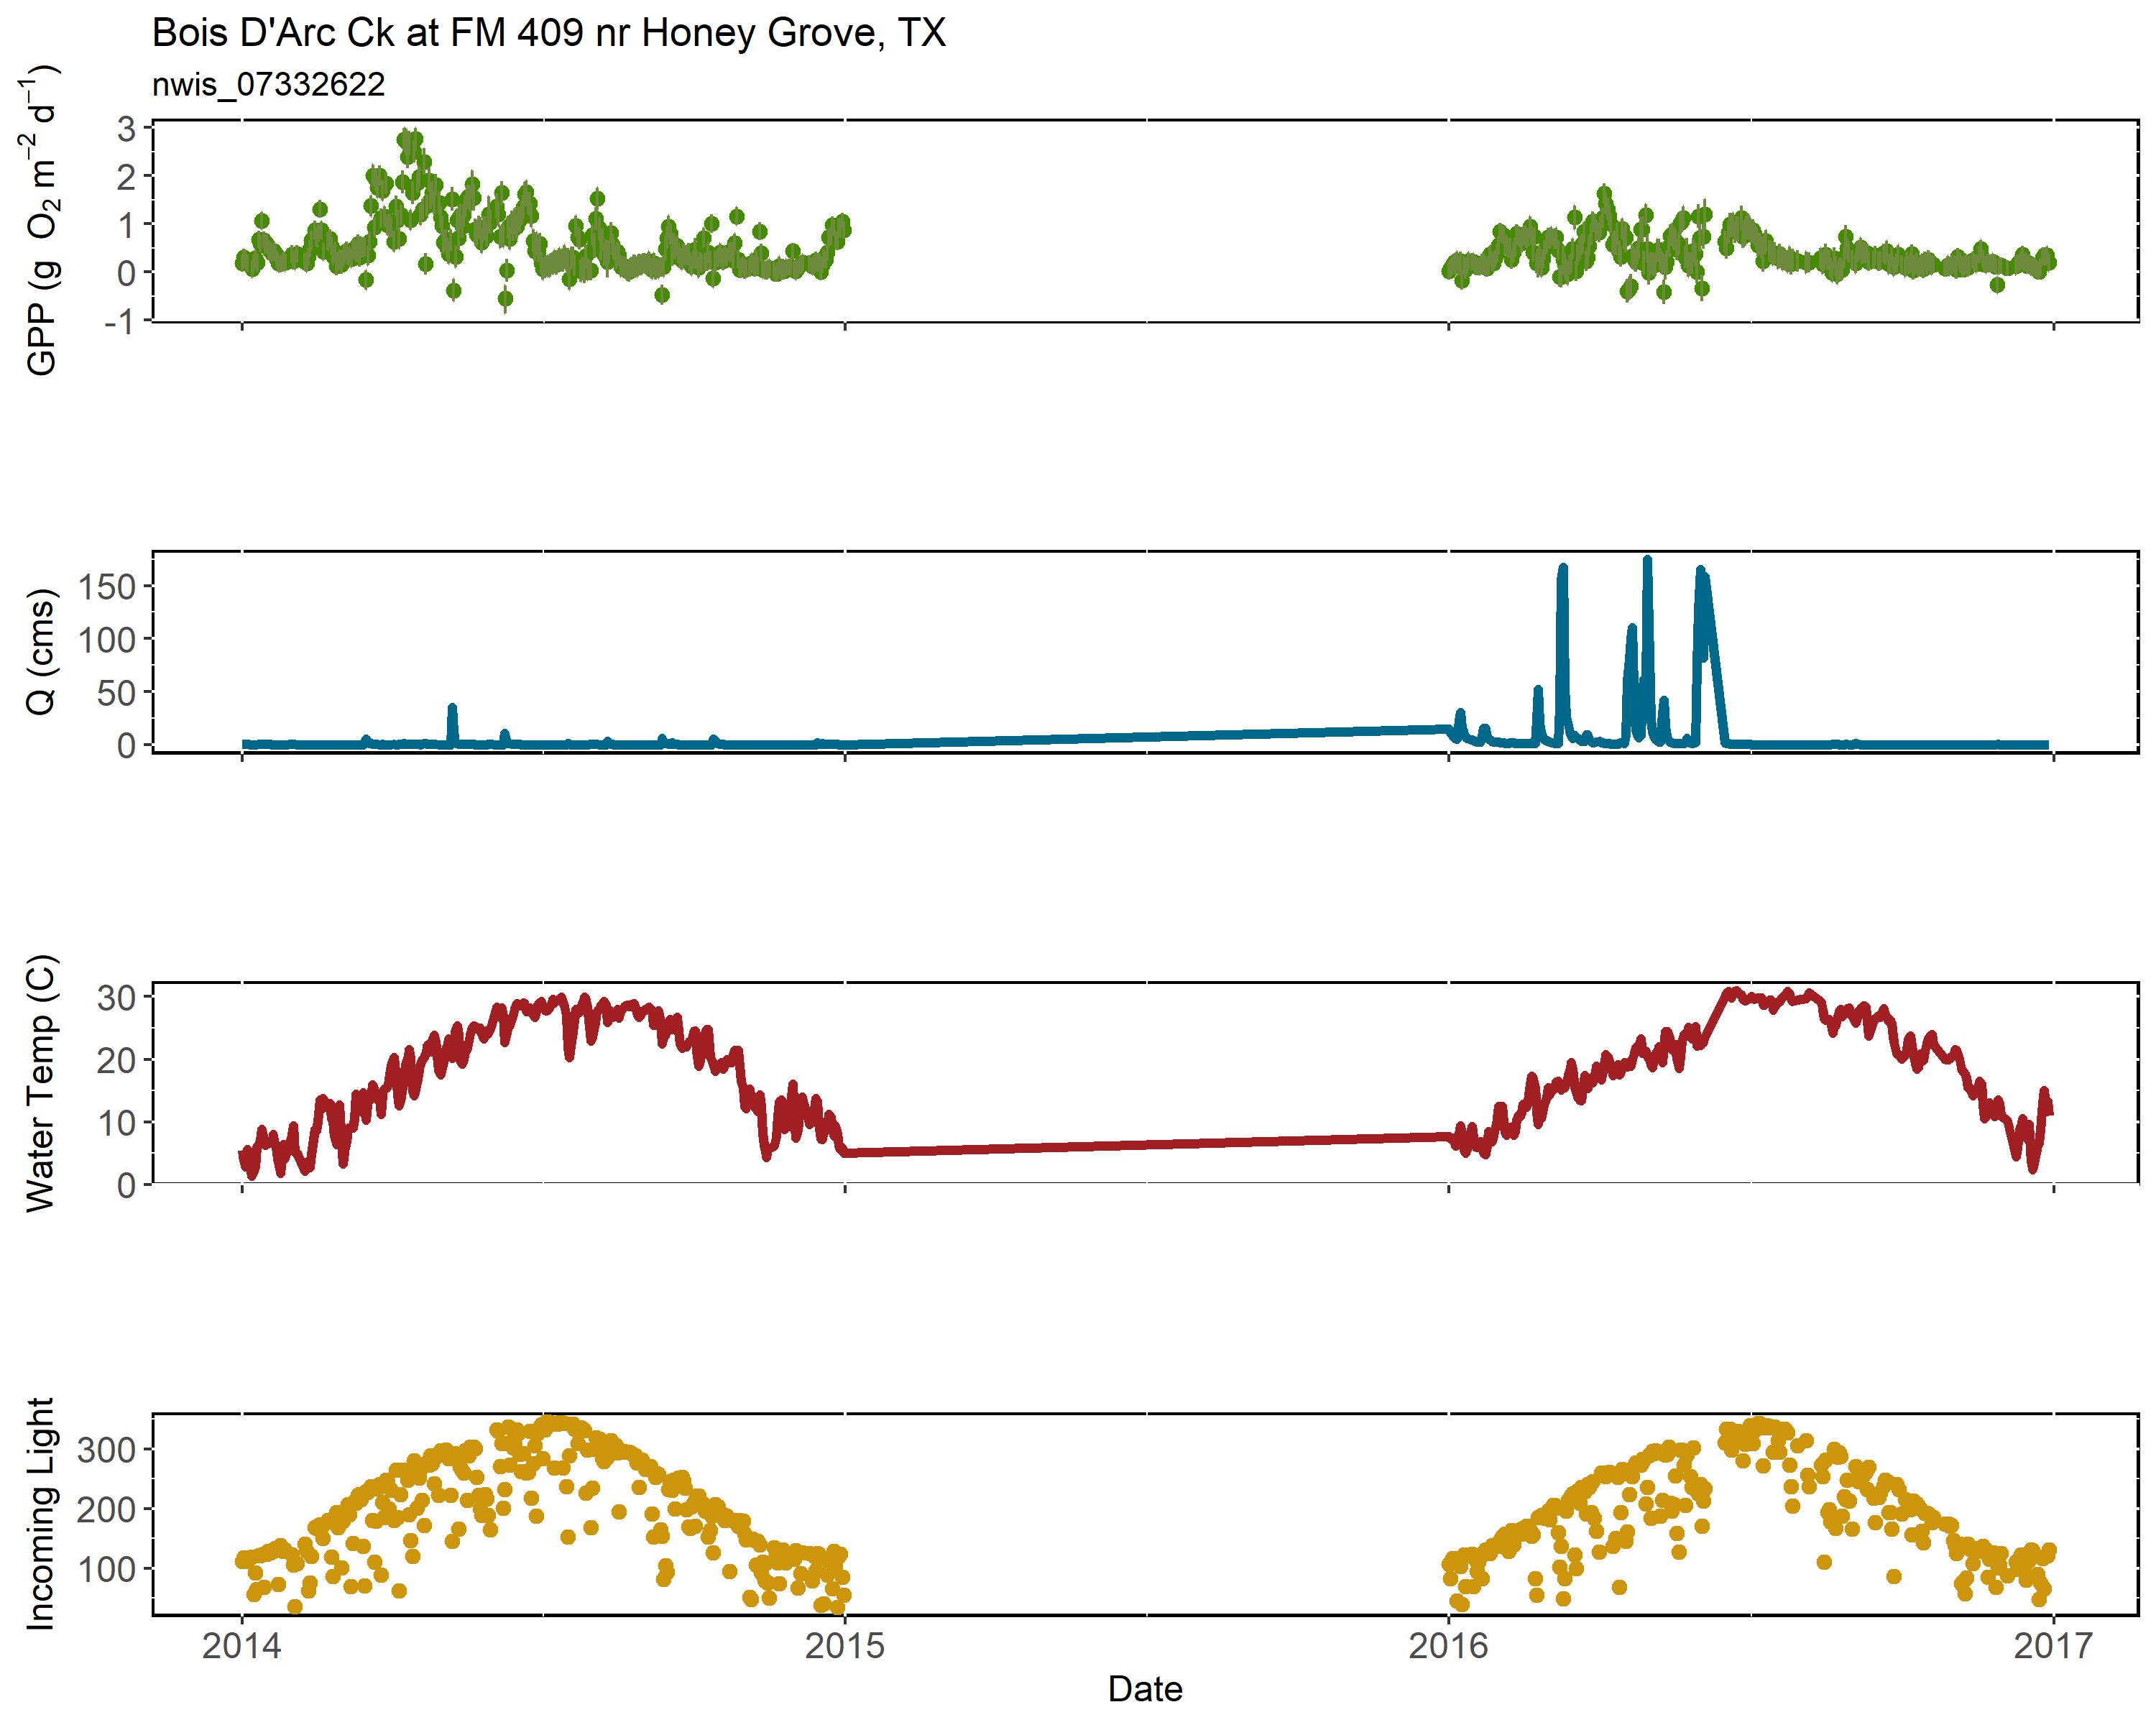 Bois D'Arc Ck at FM 409 nr Honey Grove, TX
nwis_07332622
GPP (g O₂ m⁻² d⁻¹)
3
2
1
0
-1
Q (cms)
150
100
50
0
Water Temp (C)
30
20
10
0
Incoming Light
300
200
100
2014 2015 2016 2017
Date